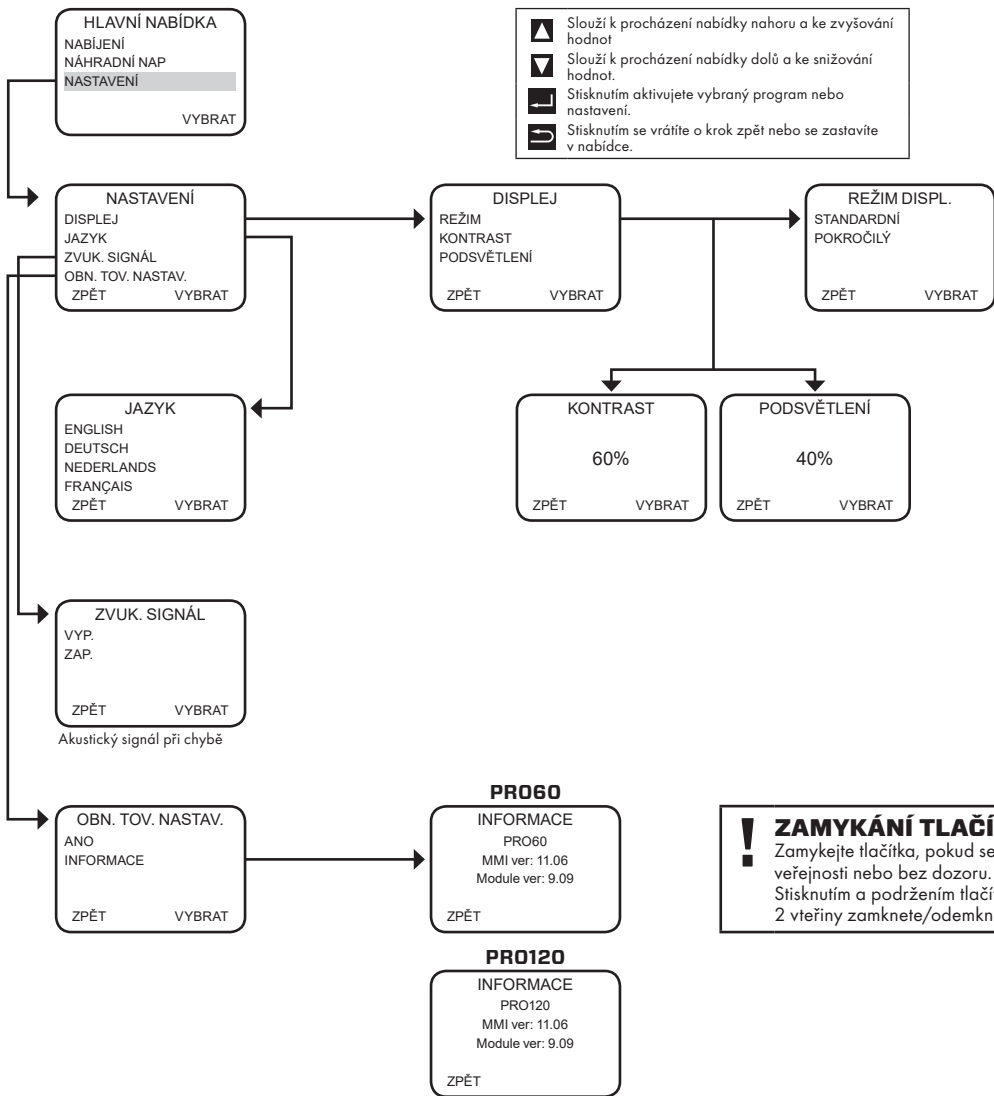 HLAVNÍ NABÍDKA
NABÍJENÍ
NÁHRADNÍ NAP
NASTAVENÍ
VYBRAT
Slouží k procházení nabídky nahoru a ke zvyšování
hodnot
Slouží k procházení nabídky dolů a ke snižování
hodnot.
Stisknutím aktivujete vybraný program nebo
nastavení.
Stisknutím se vrátíte o krok zpět nebo se zastavíte
v nabídce.
NASTAVENÍ
DISPLEJ
JAZYK
ZVUK. SIGNÁL
OBN. TOV. NASTAV.
ZPĚT VYBRAT
DISPLEJ
REŽIM
KONTRAST
PODSVĚTLENÍ
ZPĚT VYBRAT
REŽIM DISPL.
STANDARDNÍ
POKROČILÝ
ZPĚT VYBRAT
JAZYK
ENGLISH
DEUTSCH
NEDERLANDS
FRANÇAIS
ZPĚT VYBRAT
KONTRAST
60%
ZPĚT VYBRAT
PODSVĚTLENÍ
40%
ZPĚT VYBRAT
ZVUK. SIGNÁL
VYP.
ZAP.
ZPĚT VYBRAT
Akustický signál při chybě
OBN. TOV. NASTAV.
ANO
INFORMACE
ZPĚT VYBRAT
PRO60
INFORMACE
PRO60
MMI ver: 11.06
Module ver: 9.09
ZPĚT
PRO120
INFORMACE
PRO120
MMI ver: 11.06
Module ver: 9.09
ZPĚT
! ZAMYKÁNÍ TLAČÍ
Zamykejte tlačítka, pokud se
veřejnosti nebo bez dozoru.
Stisknutím a podržením tlačí
2 vteřiny zamknete/odemkn